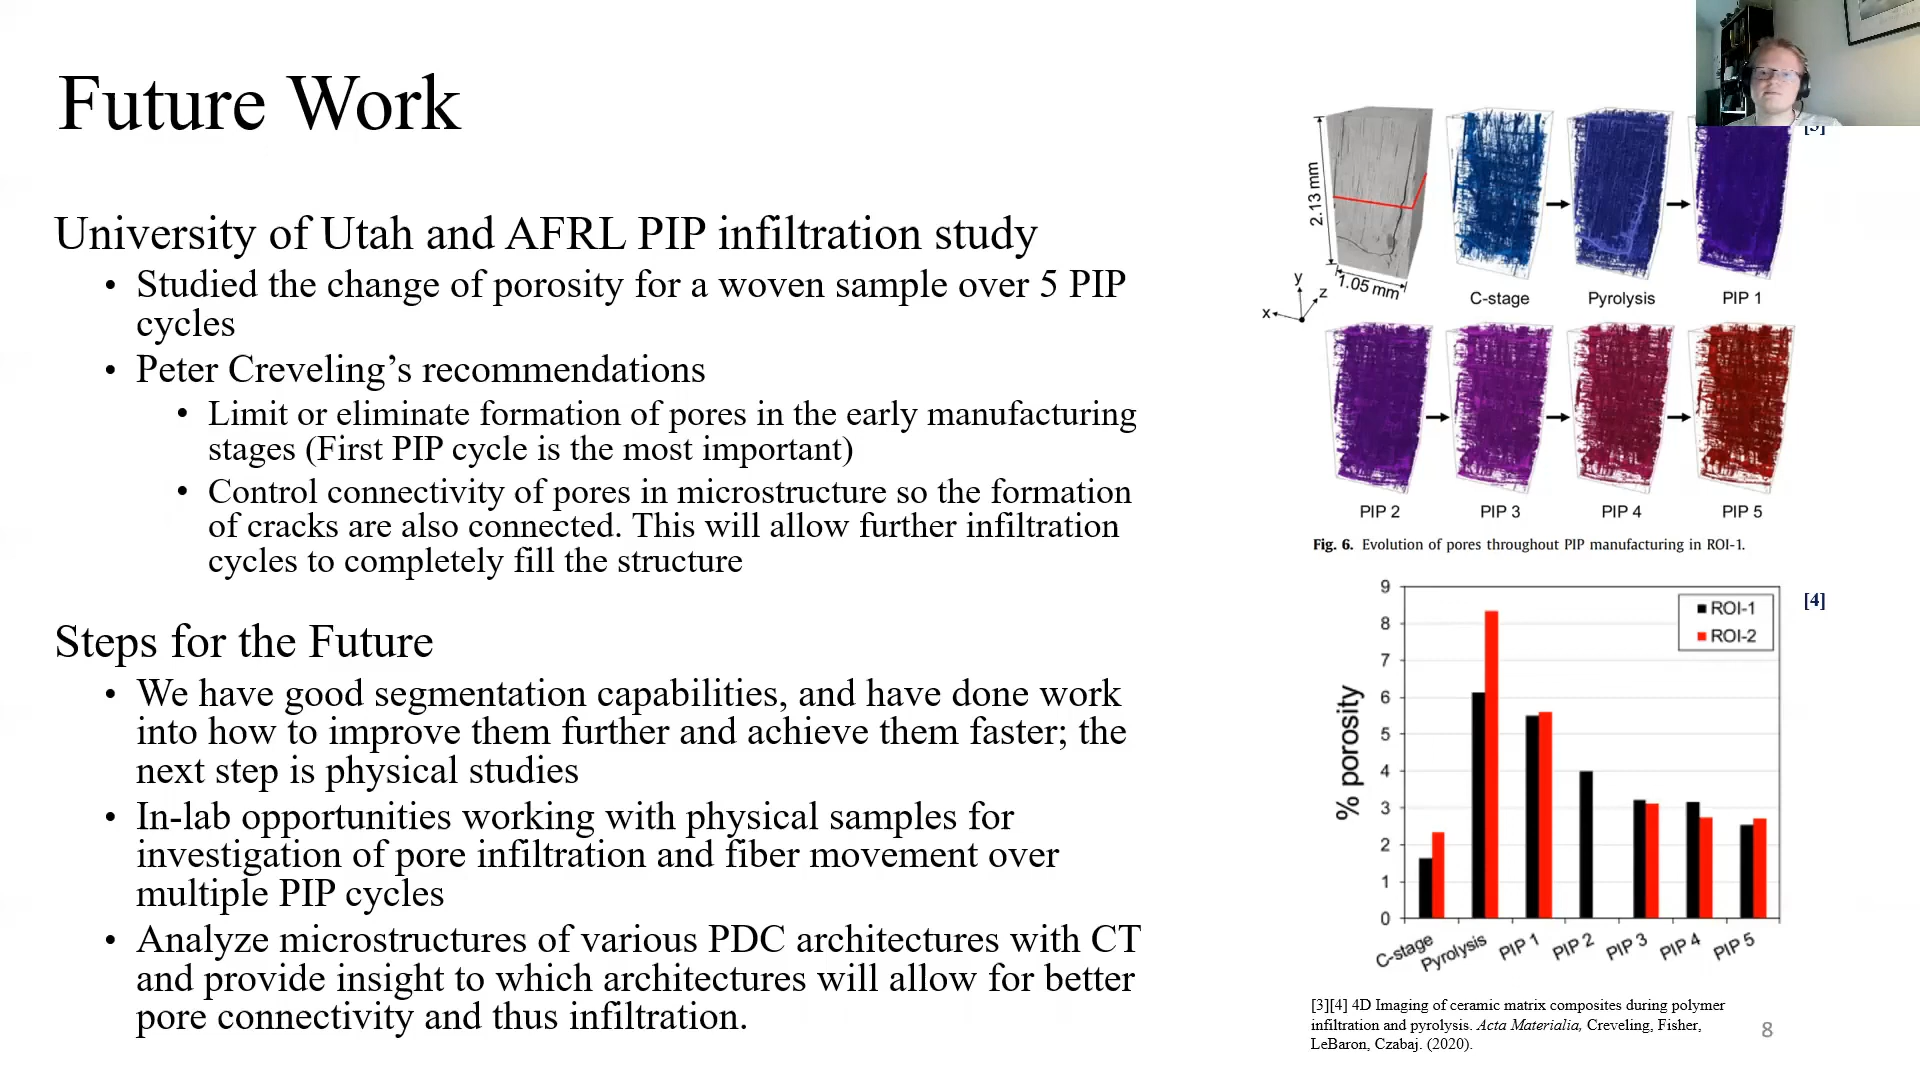 Future Work
University of Utah and AFRL PIP infiltration study
• Studied the change of porosity for a woven sample over 5 PIP
cycles
• Peter Creveling’s recommendations
• Limit or eliminate formation of pores in the early manufacturing
stages (First PIP cycle is the most important)
• Control connectivity of pores in microstructure so the formation
of cracks are also connected. This will allow further infiltration
cycles to completely fill the structure
Steps for the Future
• We have good segmentation capabilities, and have done work
into how to improve them further and achieve them faster; the
next step is physical studies
• In-lab opportunities working with physical samples for
investigation of pore infiltration and fiber movement over
multiple PIP cycles
• Analyze microstructures of various PDC architectures with CT
and provide insight to which architectures will allow for better
pore connectivity and thus infiltration.
2.13 mm
1.05 mm
y
z
x
C-stage
Pyrolysis
PIP 1
PIP 2
PIP 3
PIP 4
PIP 5
Fig. 6. Evolution of pores throughout PIP manufacturing in ROI-1.
[4]
ROI-1
ROI-2
% porosity
9
8
7
6
5
4
3
2
1
0
C-stage
Pyrolysis
PIP 1
PIP 2
PIP 3
PIP 4
PIP 5
[3][4] 4D Imaging of ceramic matrix composites during polymer
infiltration and pyrolysis. Acta Materialia, Creveling, Fisher,
LeBaron, Czabaj. (2020).
8